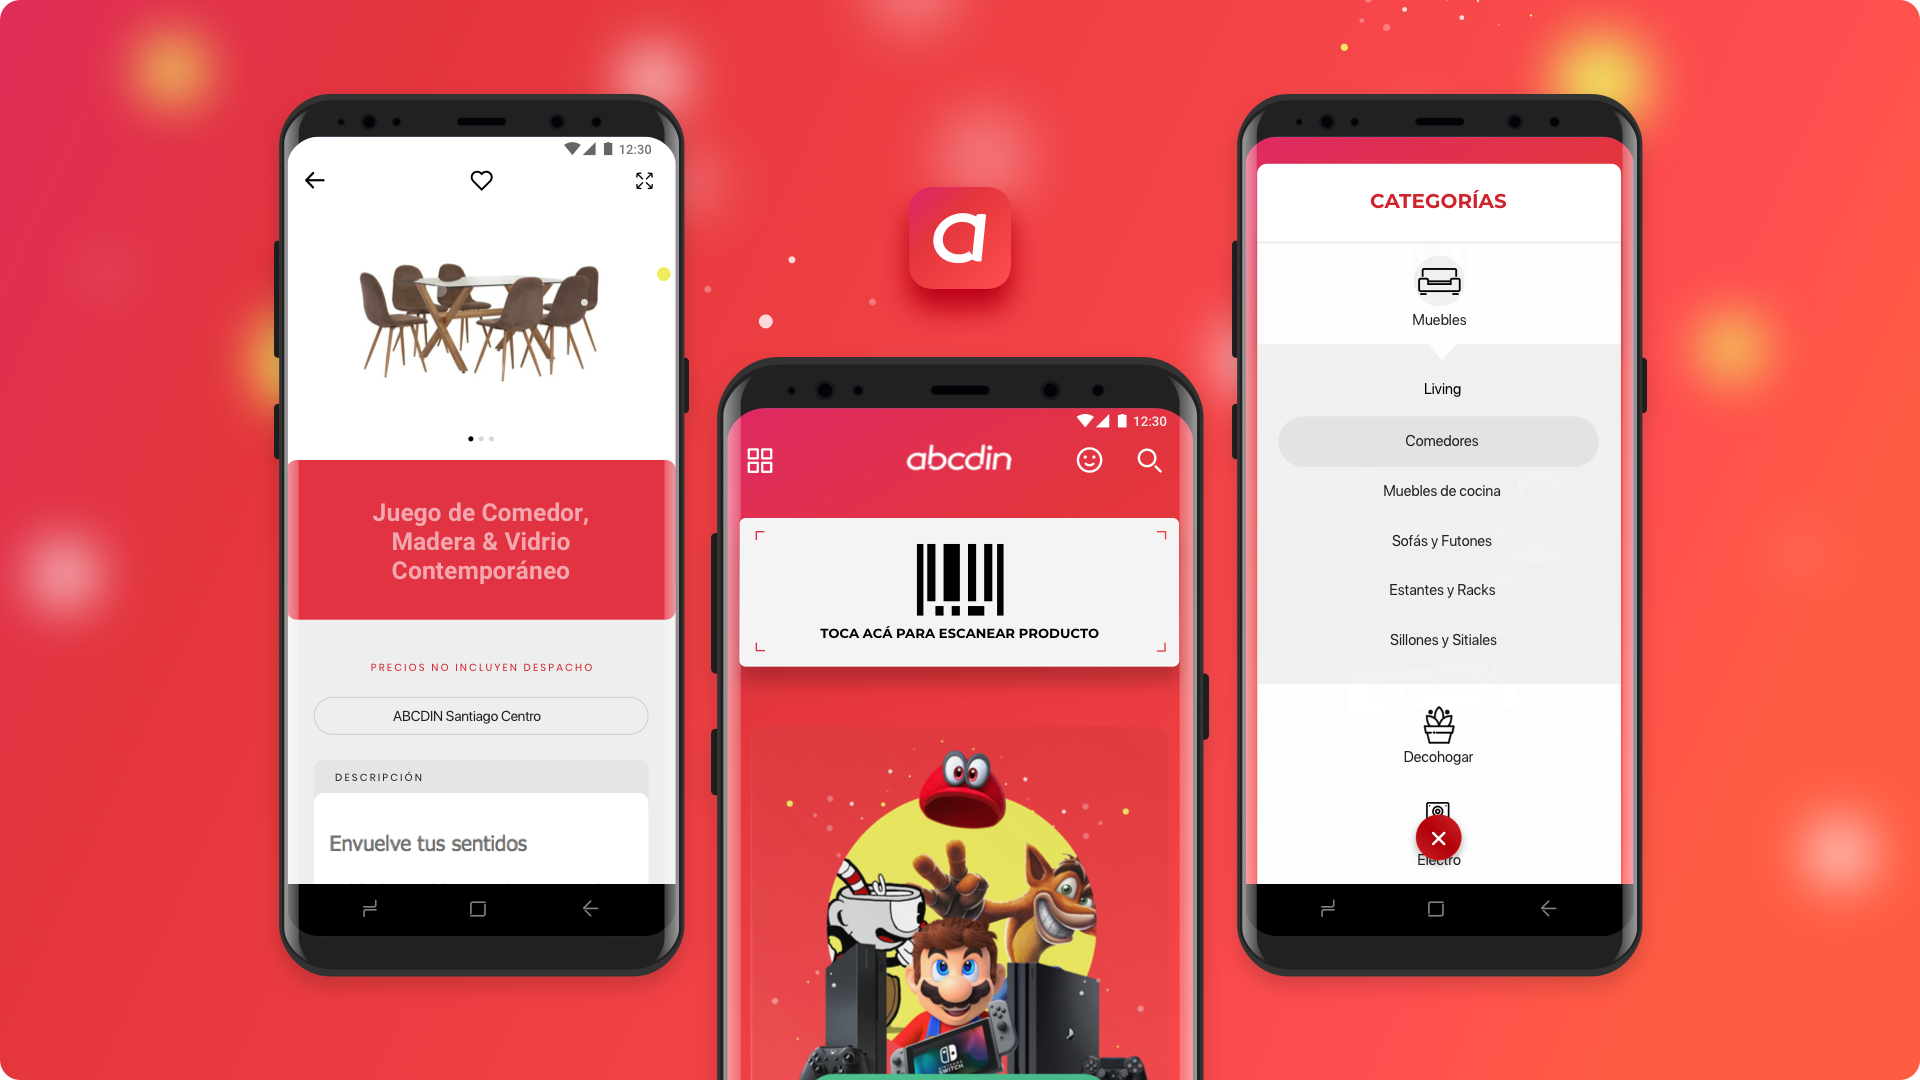 12:30
Juego de Comedor,
Madera & Vidrio
Contemporáneo
PRECIOS NO INCLUYEN DESPACHO
ABCDIN Santiago Centro
DESCRIPCIÓN
Envuelve tus sentidos
a
12:30
abcdin
TOCA ACÁ PARA ESCANEAR PRODUCTO
NINTENDO
SWITCH
CATEGORÍAS
Muebles
Living
Comedores
Muebles de cocina
Sofás y Futones
Estantes y Racks
Sillones y Sitiales
Decohogar
Electro